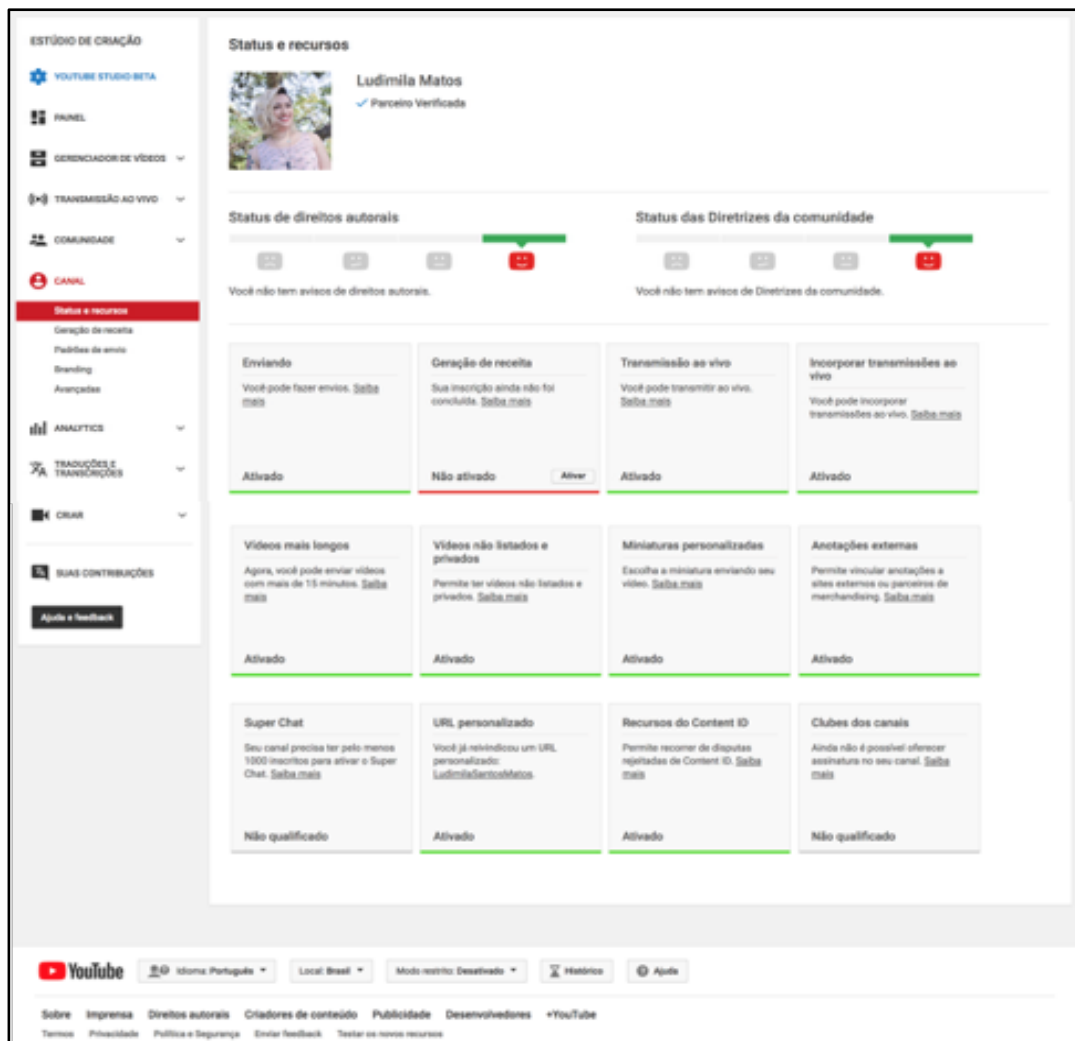 ESTÚDIO DE CRIAÇÃO
YOUTUBE STUDIO BETA
PAINEL
GERENCIADOR DE VÍDEOS
TRANSMISSÃO AO VIVO
COMUNIDADE
CANAL
Status e recursos
Geração de receita
Padrões de envio
Branding
Avançadas
ANALYTICS
TRADUÇÕES E
TRANSCRIÇÕES
CRIAR
SUAS CONTRIBUIÇÕES
Ajuda e feedback
Status e recursos
Ludimila Matos
Parceiro Verificada
Status de direitos autorais
Você não tem avisos de direitos autorais.
Status das Diretrizes da comunidade
Você não tem avisos de Diretrizes da comunidade.
Enviando
Você pode fazer envios. Saiba
mais
Ativado
Geração de receita
Sua inscrição ainda não foi
concluída. Saiba mais
Não ativado
Ativar
Transmissão ao vivo
Você pode transmitir ao vivo.
Saiba mais
Ativado
Incorporar transmissões ao
vivo
Você pode incorporar
transmissões ao vivo. Saiba mais
Ativado
Vídeos mais longos
Agora, você pode enviar vídeos
com mais de 15 minutos. Saiba
mais
Ativado
Vídeos não listados e
privados
Permite ter vídeos não listados e
privados. Saiba mais
Ativado
Miniaturas personalizadas
Escolha a miniatura enviando seu
vídeo. Saiba mais
Ativado
Anotações externas
Permite vincular anotações a
sites externos ou parceiros de
merchandising. Saiba mais
Ativado
Super Chat
Seu canal precisa ter pelo menos
1000 inscritos para ativar o Super
Chat. Saiba mais
Não qualificado
URL personalizado
Você já reivindicou um URL
personalizado:
LudimilaSantosMatos.
Ativado
Recursos do Content ID
Permite recorrer de disputas
rejeitadas de Content ID. Saiba
mais
Ativado
Clubes dos canais
Ainda não é possível oferecer
assinatura no seu canal. Saiba
mais
Não qualificado
YouTube
Idioma: Português
Local: Brasil
Modo restrito: Desativado
Histórico
Ajuda
Sobre Imprensa Direitos autorais Criadores de conteúdo Publicidade Desenvolvedores +YouTube
Termos Privacidade Política e Segurança Enviar feedback Testar os novos recursos